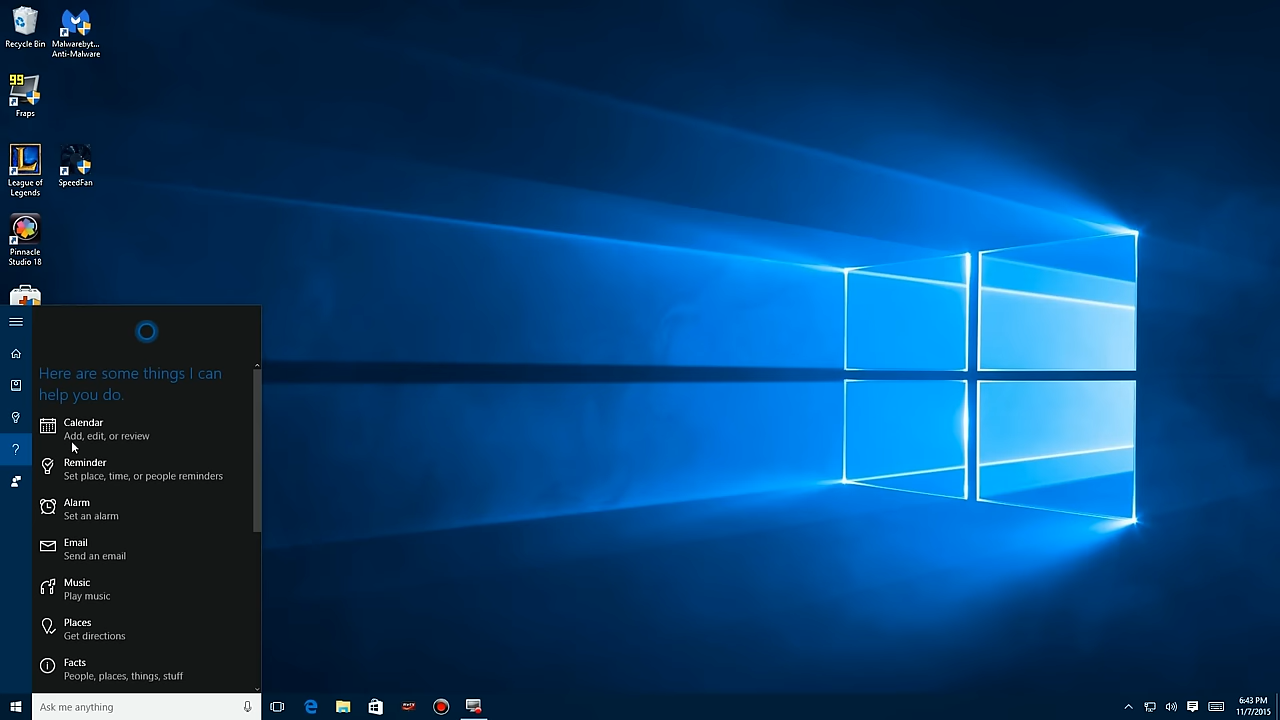 Recycle Bin
Malwarebyt...
Anti-Malware
99
Fraps
League of
Legends
SpeedFan
Pinnacle
Studio 18
Here are some things I can
help you do.
Calendar
Add, edit, or review
Reminder
Set place, time, or people reminders
Alarm
Set an alarm
Email
Send an email
Music
Play music
Places
Get directions
Facts
People, places, things, stuff
Ask me anything
6:43 PM
11/7/2015